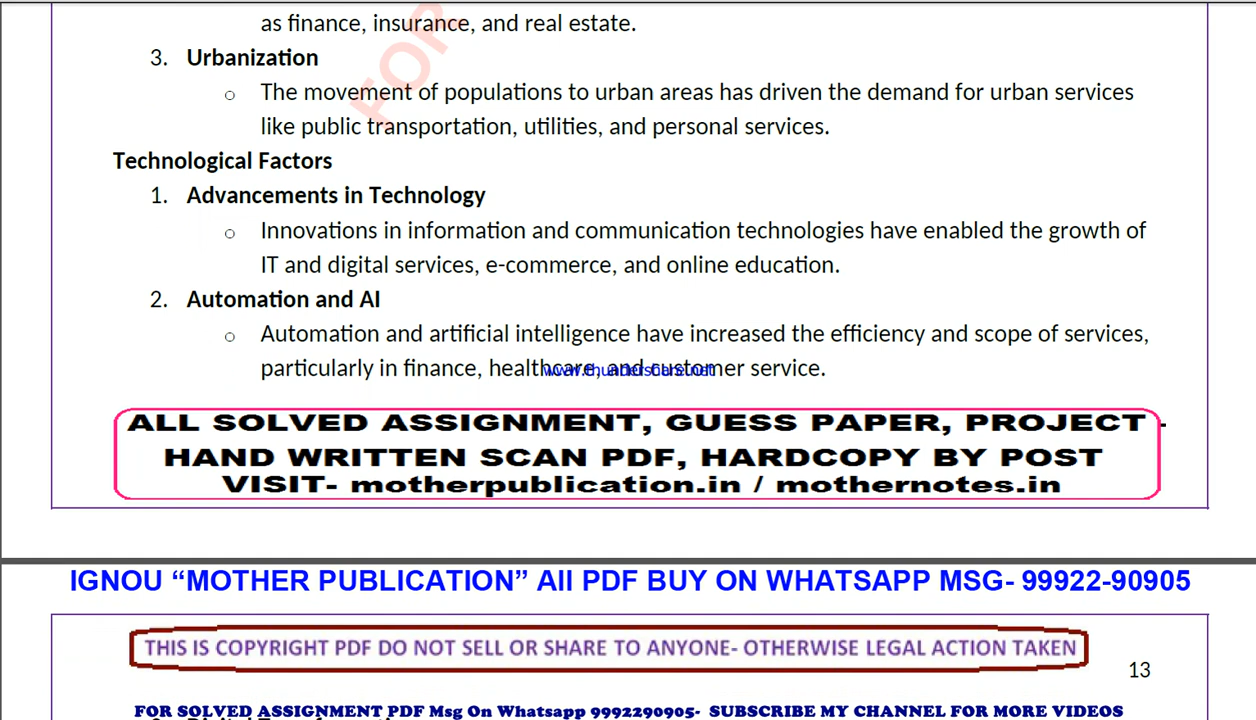 as finance, insurance, and real estate.
FOR
3. Urbanization
o The movement of populations to urban areas has driven the demand for urban services
like public transportation, utilities, and personal services.
Technological Factors
1. Advancements in Technology
o Innovations in information and communication technologies have enabled the growth of
IT and digital services, e-commerce, and online education.
2. Automation and AI
o Automation and artificial intelligence have increased the efficiency and scope of services,
particularly in finance, healthcare, and customer service.
www.thundershare.net
ALL SOLVED ASSIGNMENT, GUESS PAPER, PROJECT -
HAND WRITTEN SCAN PDF, HARDCOPY BY POST
VISIT- motherpublication.in / mothernotes.in
IGNOU “MOTHER PUBLICATION” All PDF BUY ON WHATSAPP MSG- 99922-90905
THIS IS COPYRIGHT PDF DO NOT SELL OR SHARE TO ANYONE- OTHERWISE LEGAL ACTION TAKEN
13
FOR SOLVED ASSIGNMENT PDF Msg On Whatsapp 9992290905- SUBSCRIBE MY CHANNEL FOR MORE VIDEOS